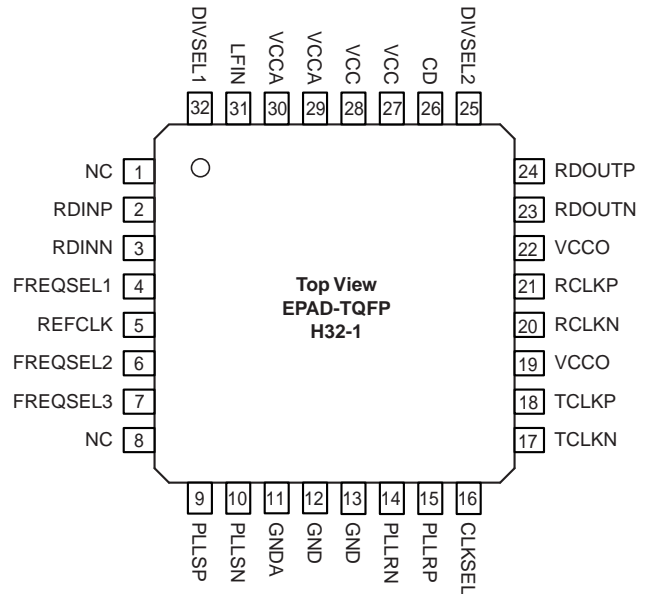 DIVSEL1
LFIN
VCCA
VCCA
VCC
VCC
CD
DIVSEL2
32 31 30 29 28 27 26 25
NC 1
RDINP 2
RDINN 3
FREQSEL1 4
REFCLK 5
FREQSEL2 6
FREQSEL3 7
NC 8
Top View
EPAD-TQFP
H32-1
24 RDOUTP
23 RDOUTN
22 VCCO
21 RCLKP
20 RCLKN
19 VCCO
18 TCLKP
17 TCLKN
9 10 11 12 13 14 15 16
PLLSP
PLLSN
GNDA
GND
GND
PLLRN
PLLRP
CLKSEL